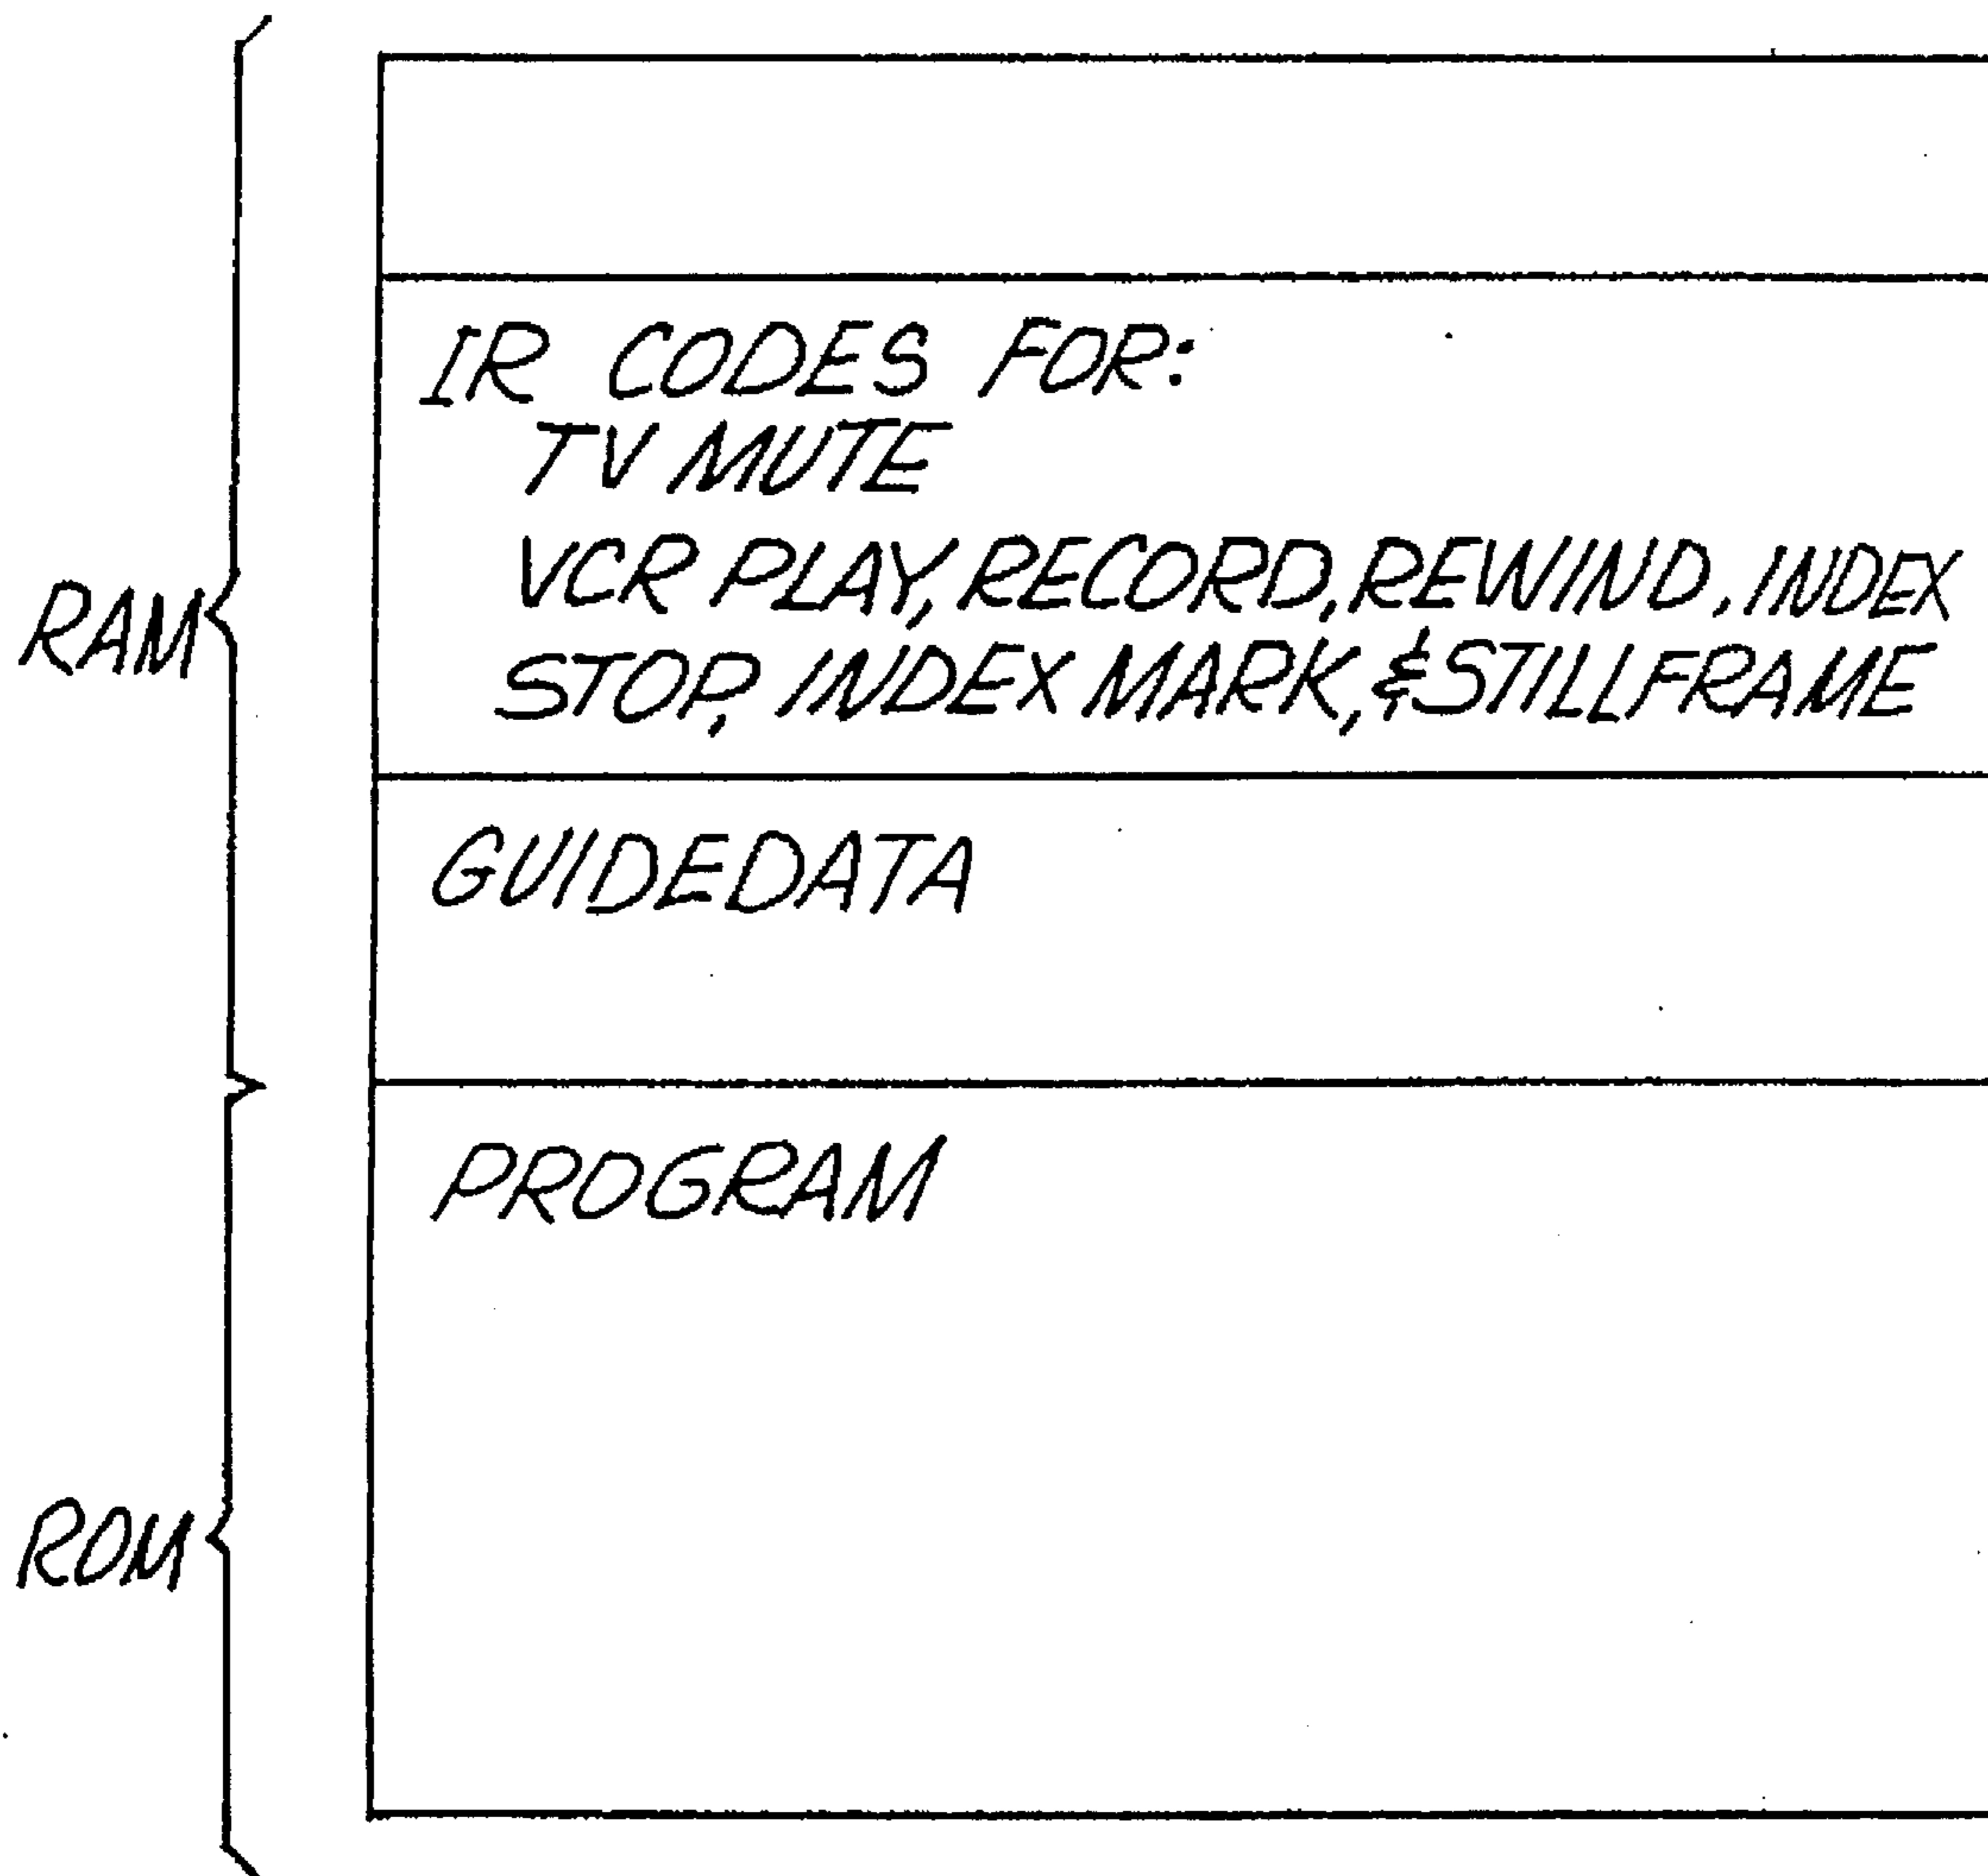 IR CODES FOR:
TV MUTE
VCR PLAY, RECORD, REWIND, INDEX
STOP, INDEX MARK, & STILLFRAME
RAM
GUIDEDATA
PROGRAM
ROM